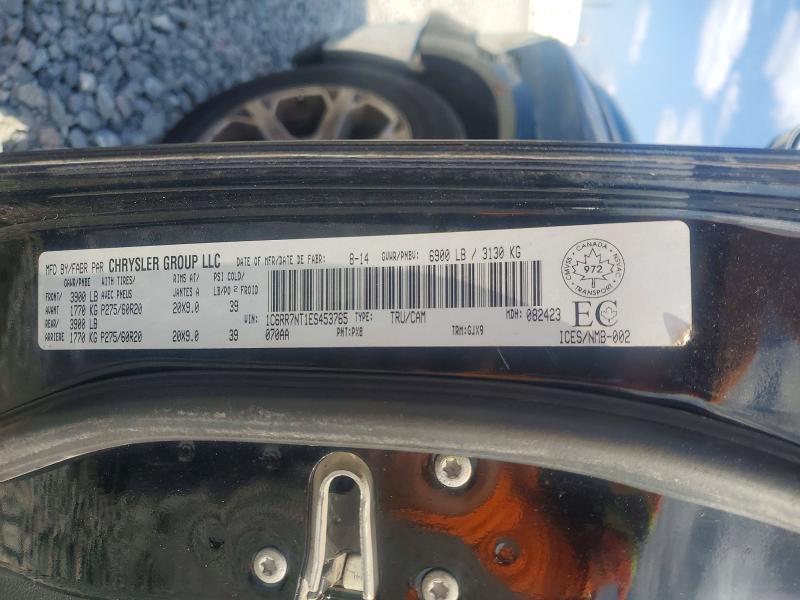 MFD BY/FABR PAR CHRYSLER GROUP LLC DATE OF MFR/DATE DE FABR: 8-14 GVWR/PNBV: 6900 LB / 3130 KG
GWAR/PNBE WITH TIRES/ RIMS AT/ PSI COLD/
FRONT/ 3900 LB AVEC PNEUS JANTES A LB/PO² FROID
AVANT 1770 KG P275/60R20 20X9.0 39
REAR/ 3900 LB
ARRIERE 1770 KG P275/60R20 20X9.0 39
VIN: 1C6RR7NT1ES453765 TYPE: TRU/CAM MDH: 082423
070AA PNT:PX8 TRM:GJX9
CANADA
CMVSS NSVAC
972
TRANSPORT
EC
ICES/NMB-002